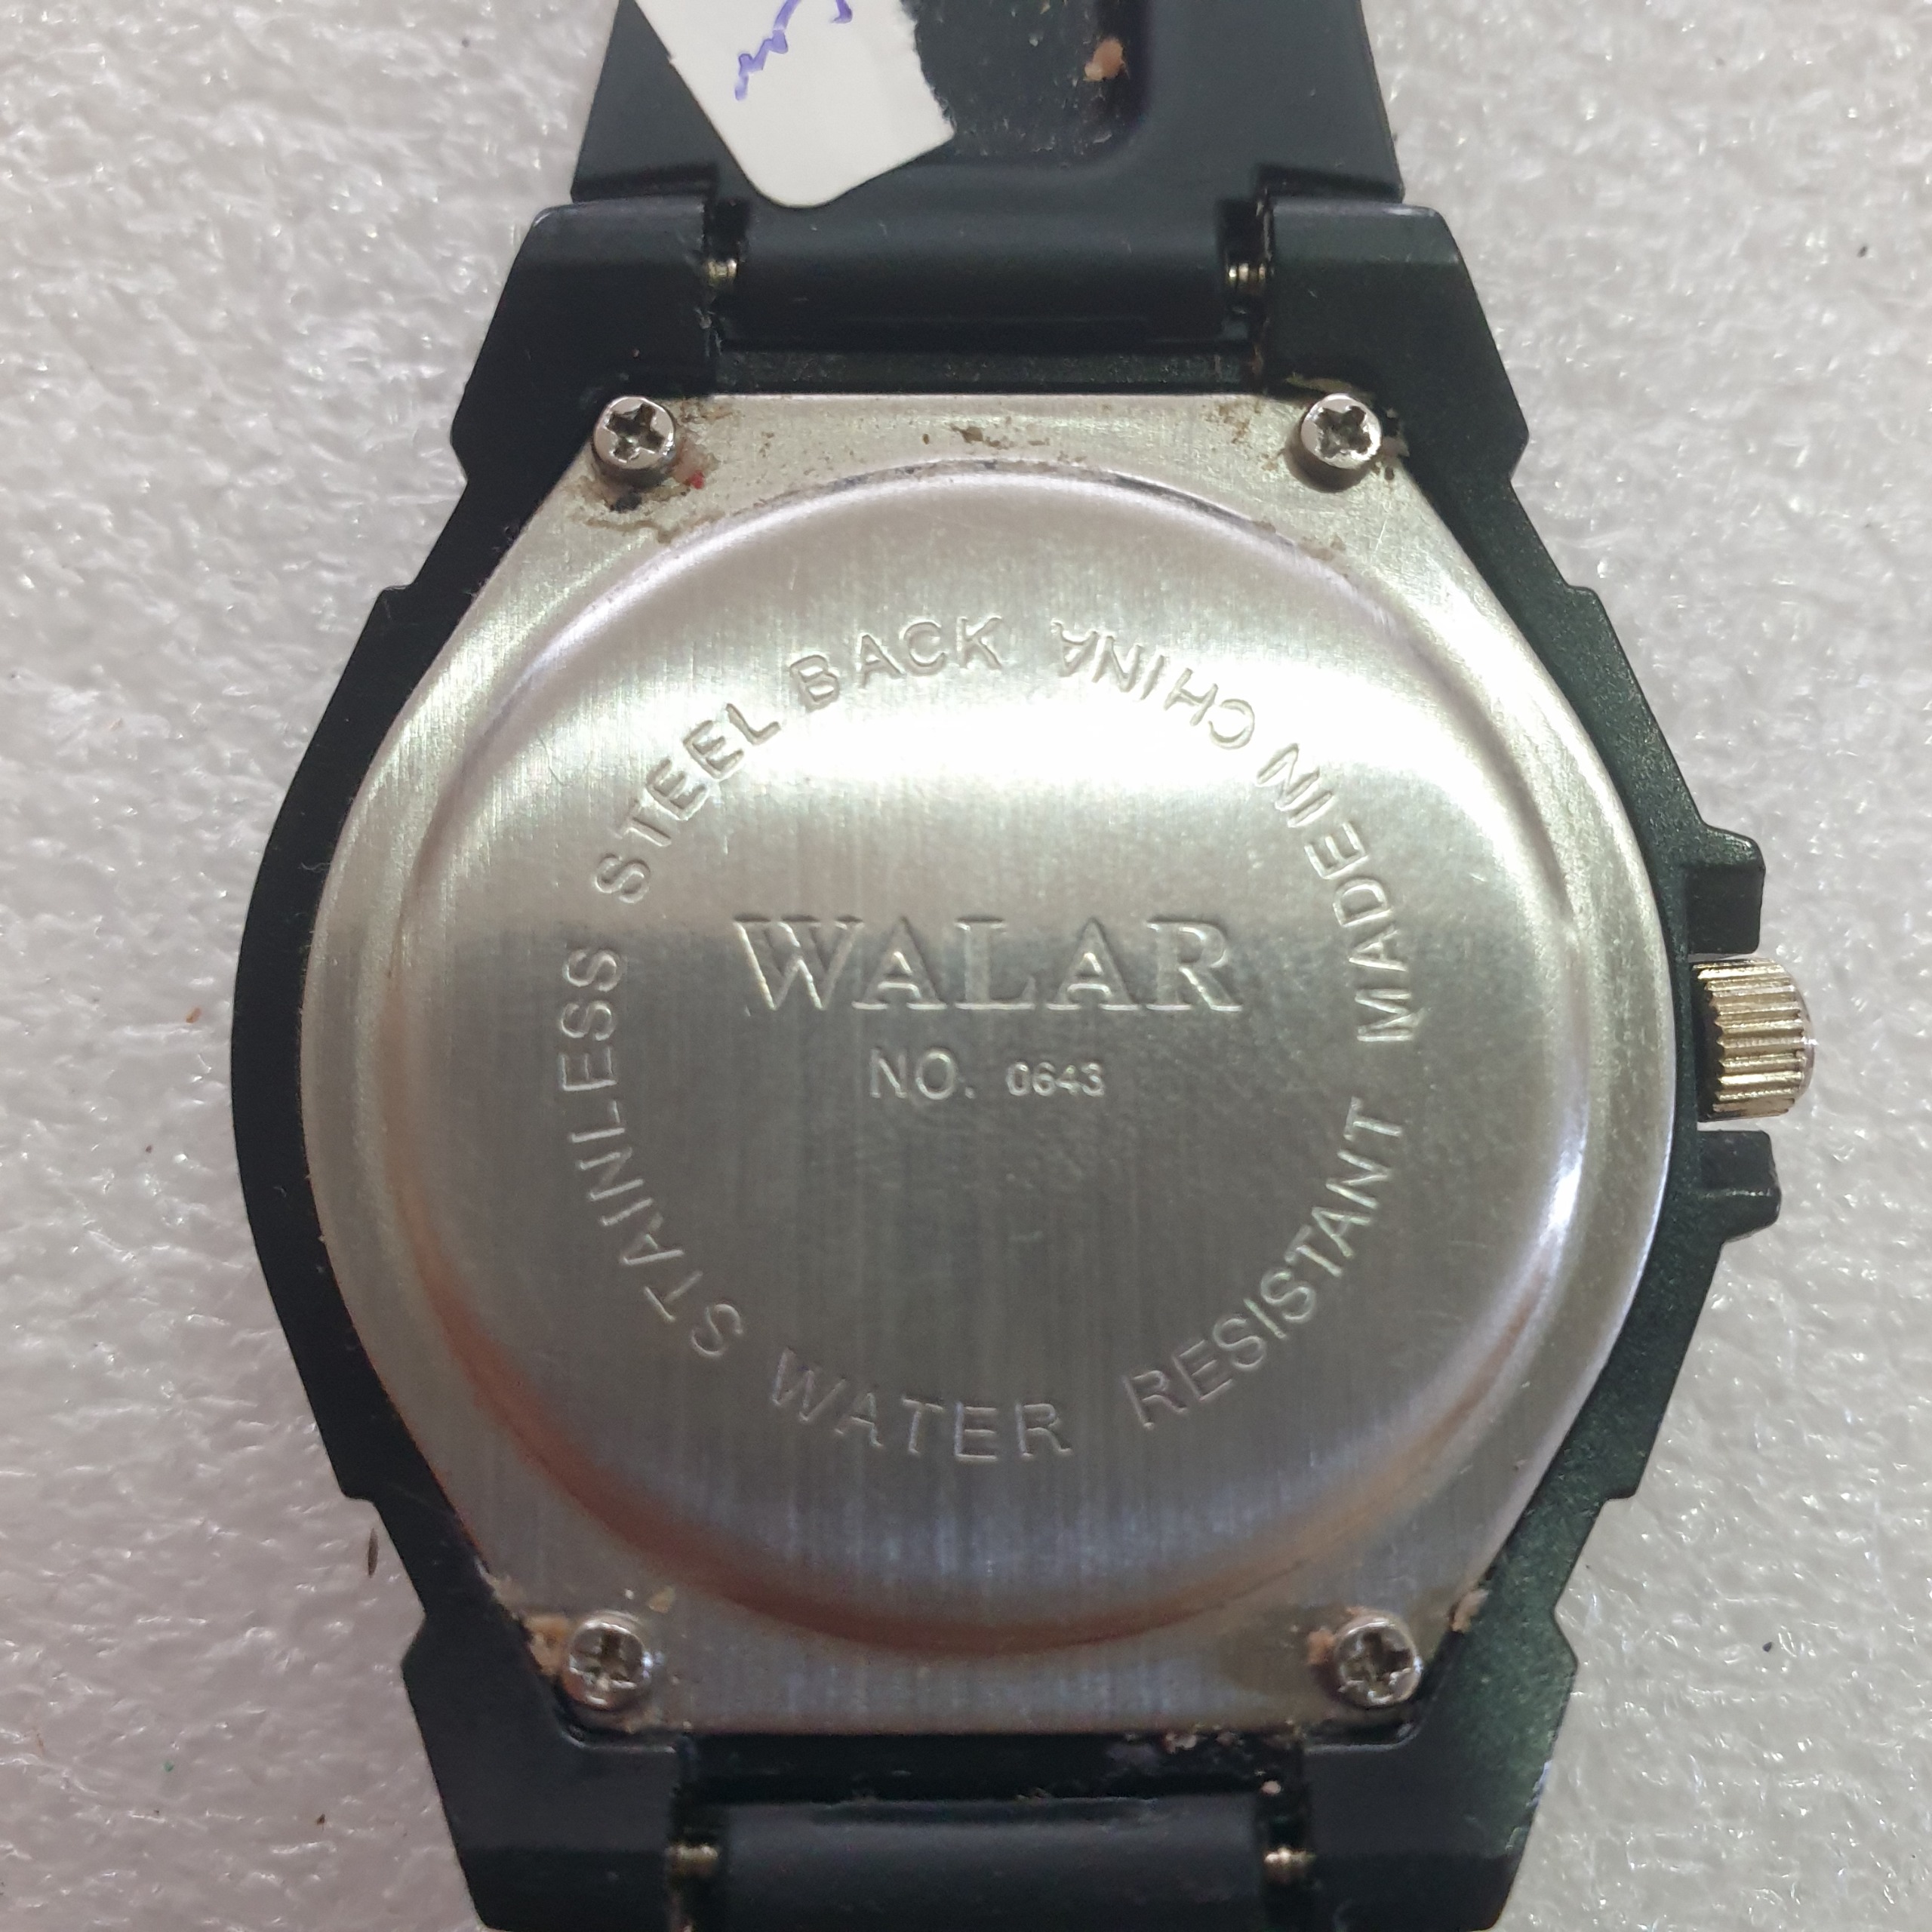 WALAR
NO. 0643
STAINLESS STEEL BACK
MADE IN CHINA
WATER RESISTANT